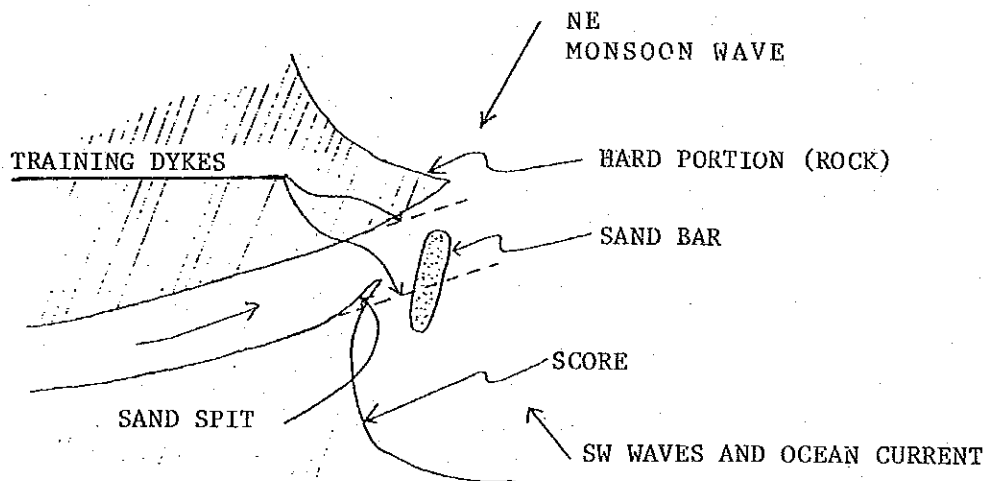 NE
MONSOON WAVE
TRAINING DYKES
HARD PORTION (ROCK)
SAND BAR
SCORE
SAND SPIT
SW WAVES AND OCEAN CURRENT